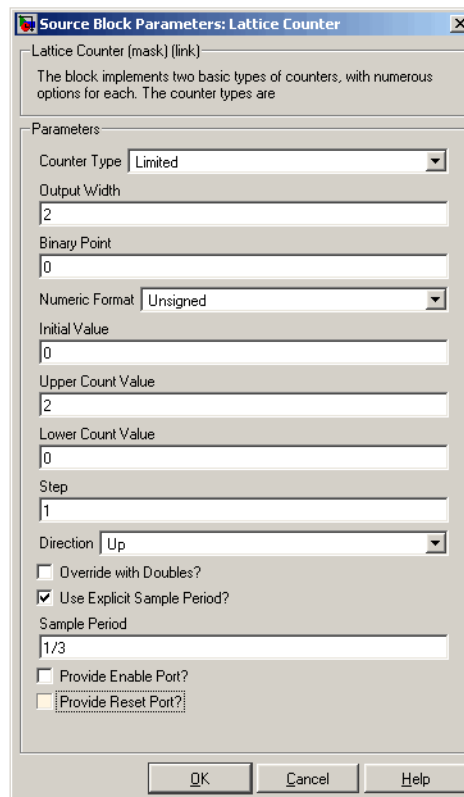 Source Block Parameters: Lattice Counter
Lattice Counter (mask) (link)
The block implements two basic types of counters, with numerous
options for each. The counter types are
Parameters
Counter Type Limited
Output Width
2
Binary Point
0
Numeric Format Unsigned
Initial Value
0
Upper Count Value
2
Lower Count Value
0
Step
1
Direction Up
Override with Doubles?
Use Explicit Sample Period?
Sample Period
1/3
Provide Enable Port?
Provide Reset Port?
OK Cancel Help